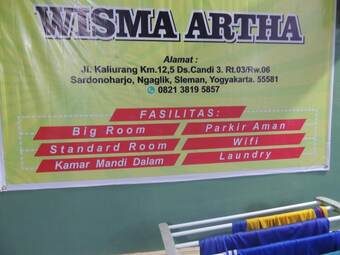 WISMA ARTHA
Alamat :
Jl. Kaliurang Km.12,5 Ds.Candi 3. Rt.03/Rw.06
Sardonoharjo, Ngaglik, Sleman, Yogyakarta. 55581
0821 3819 5857
FASILITAS:
Big Room
Parkir Aman
Standard Room
Wifi
Kamar Mandi Dalam
Laundry